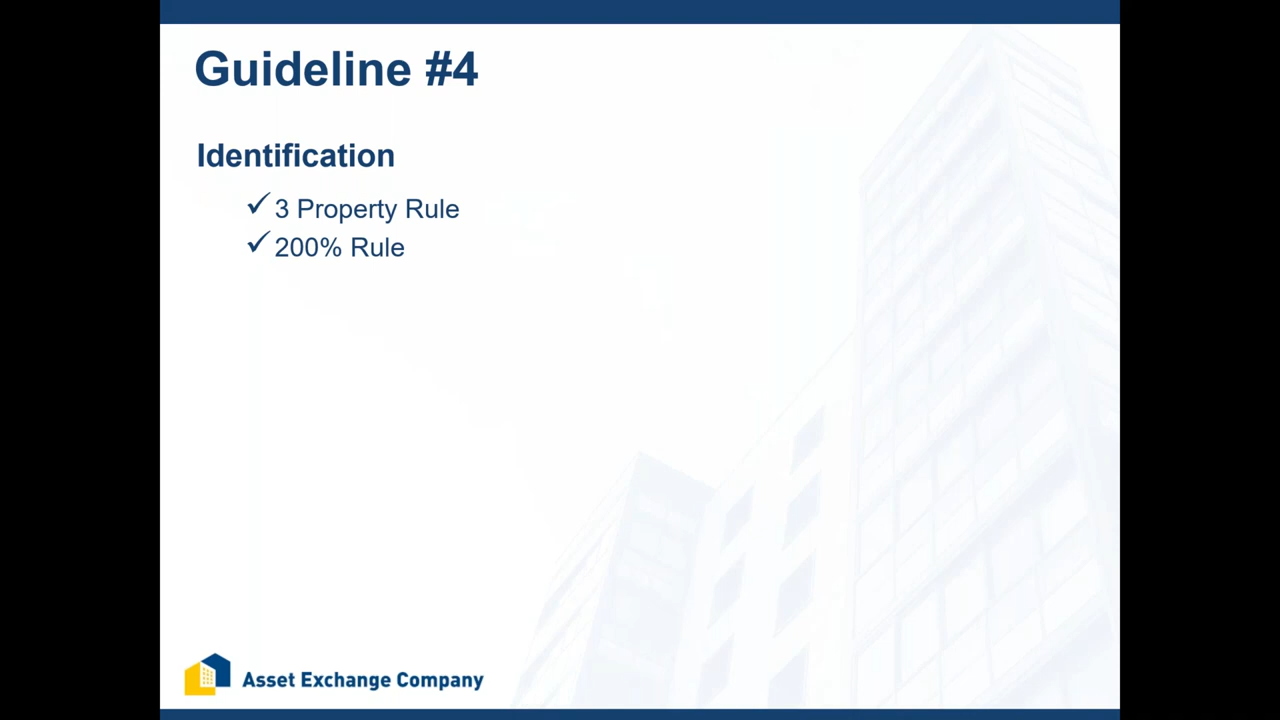 Guideline #4
Identification
✓ 3 Property Rule
✓ 200% Rule
Asset Exchange Company